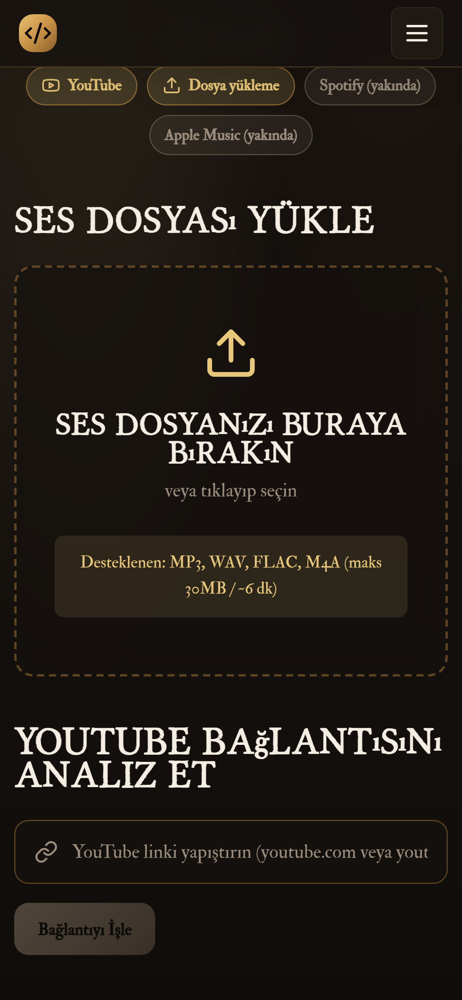 YouTube
Dosya yükleme
Spotify (yakında)
Apple Music (yakında)
SES DOSYASı YÜKLE
SES DOSYANıZı BURAYA
BıRAKıN
veya tıklayıp seçin
Desteklenen: MP3, WAV, FLAC, M4A (maks
30MB / ~6 dk)
YOUTUBE BAğLANTıSıNı
ANALIZ ET
YouTube linki yapıştırın (youtube.com veya yout
Bağlantıyı İşle